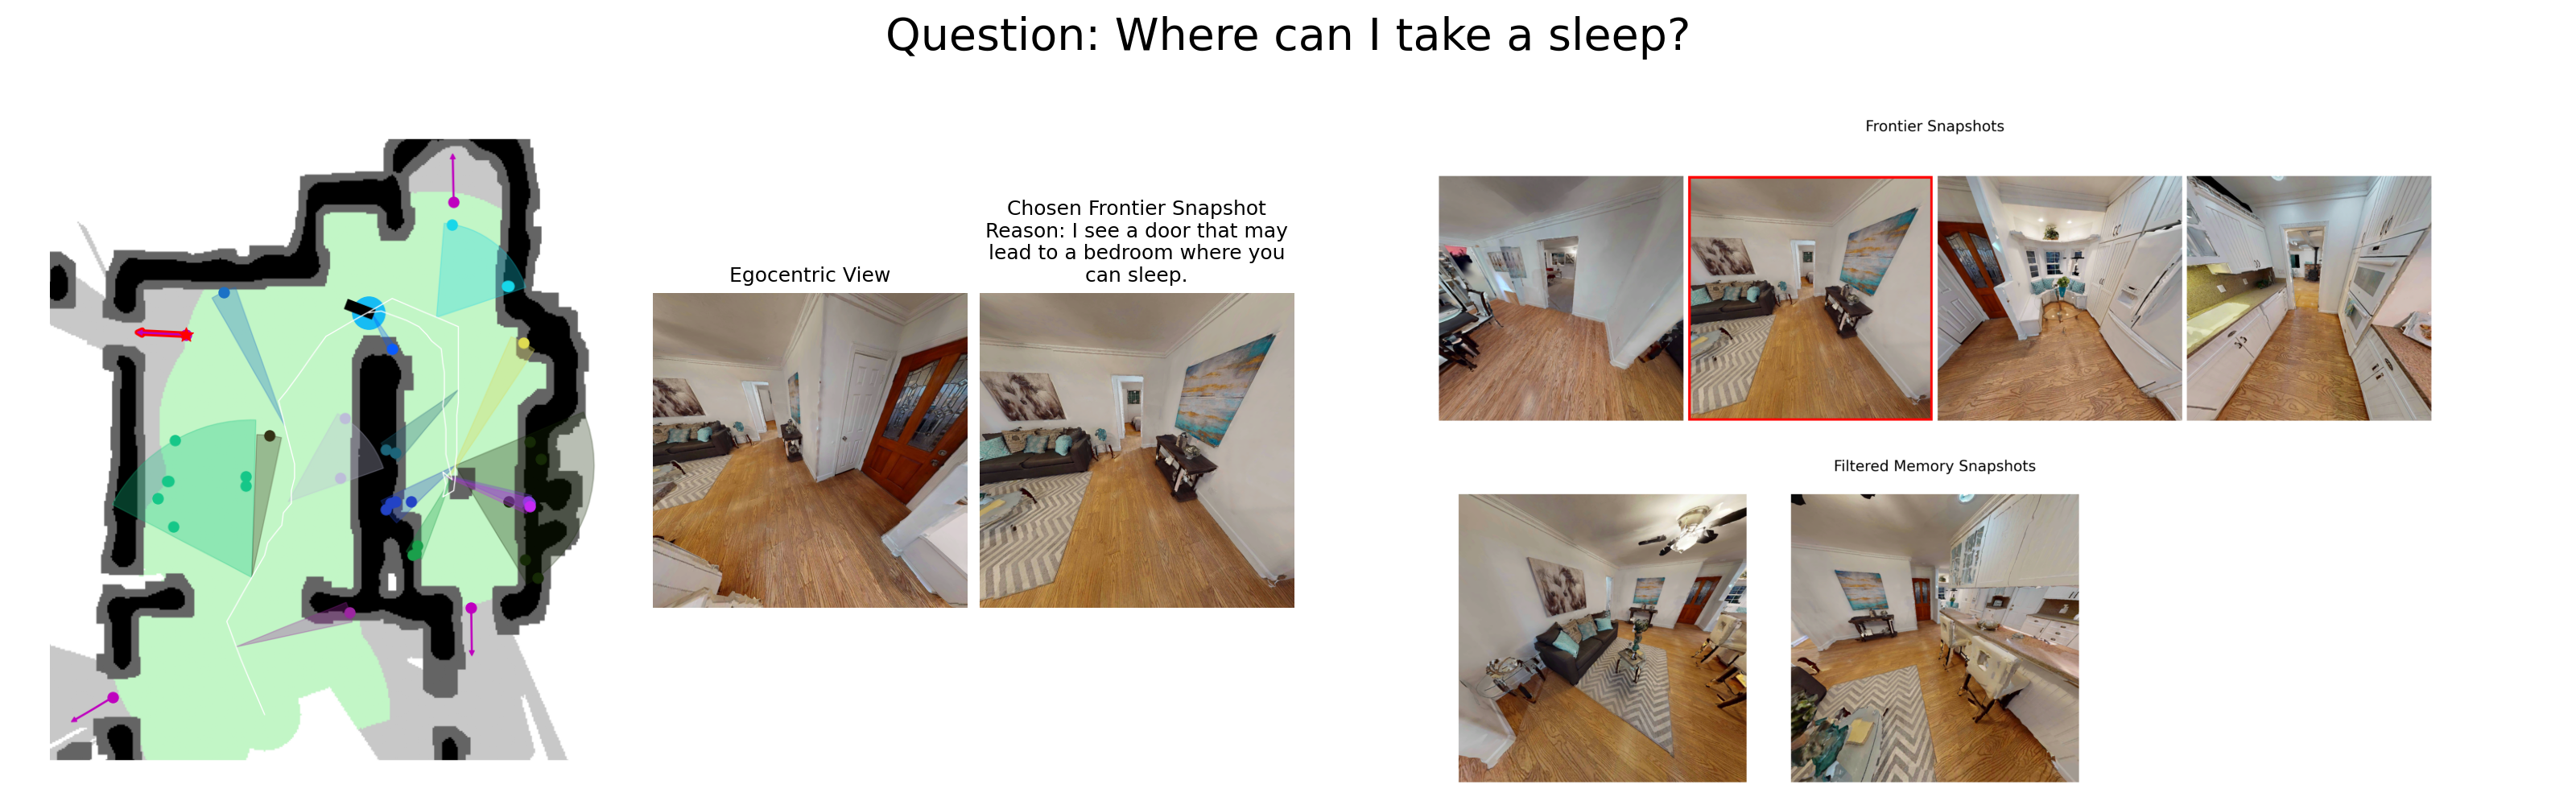 Question: Where can I take a sleep?
Frontier Snapshots
Chosen Frontier Snapshot
Reason: I see a door that may
lead to a bedroom where you
can sleep.
Egocentric View
Filtered Memory Snapshots